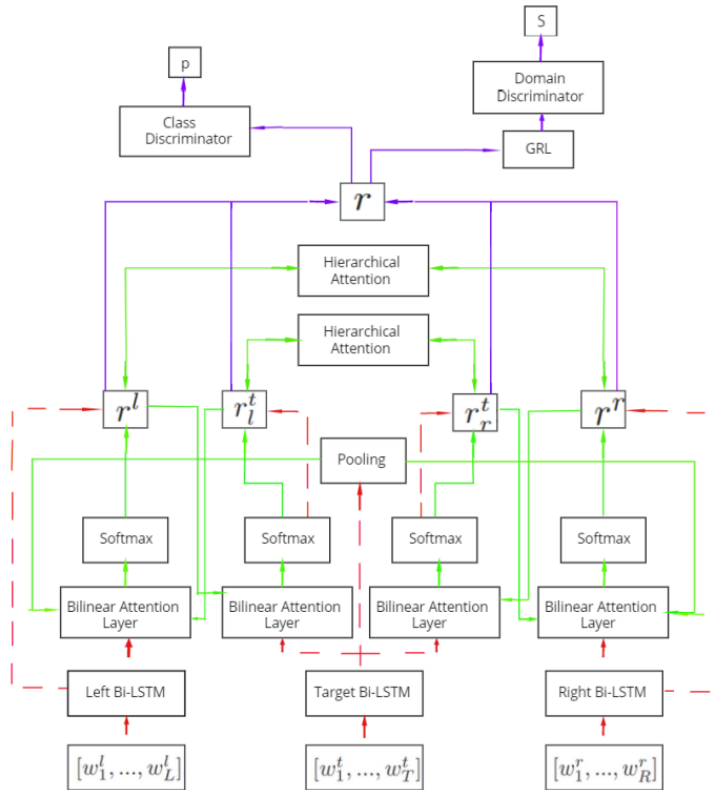 S
p
Domain
Discriminator
Class
Discriminator
GRL
r
Hierarchical
Attention
Hierarchical
Attention
r^l
r_l^t
r_r^t
r^r
Pooling
Softmax
Softmax
Softmax
Softmax
Bilinear Attention
Layer
Bilinear Attention
Layer
Bilinear Attention
Layer
Bilinear Attention
Layer
Left Bi-LSTM
Target Bi-LSTM
Right Bi-LSTM
[w_1^l, ..., w_L^l]
[w_1^t, ..., w_T^t]
[w_1^r, ..., w_R^r]